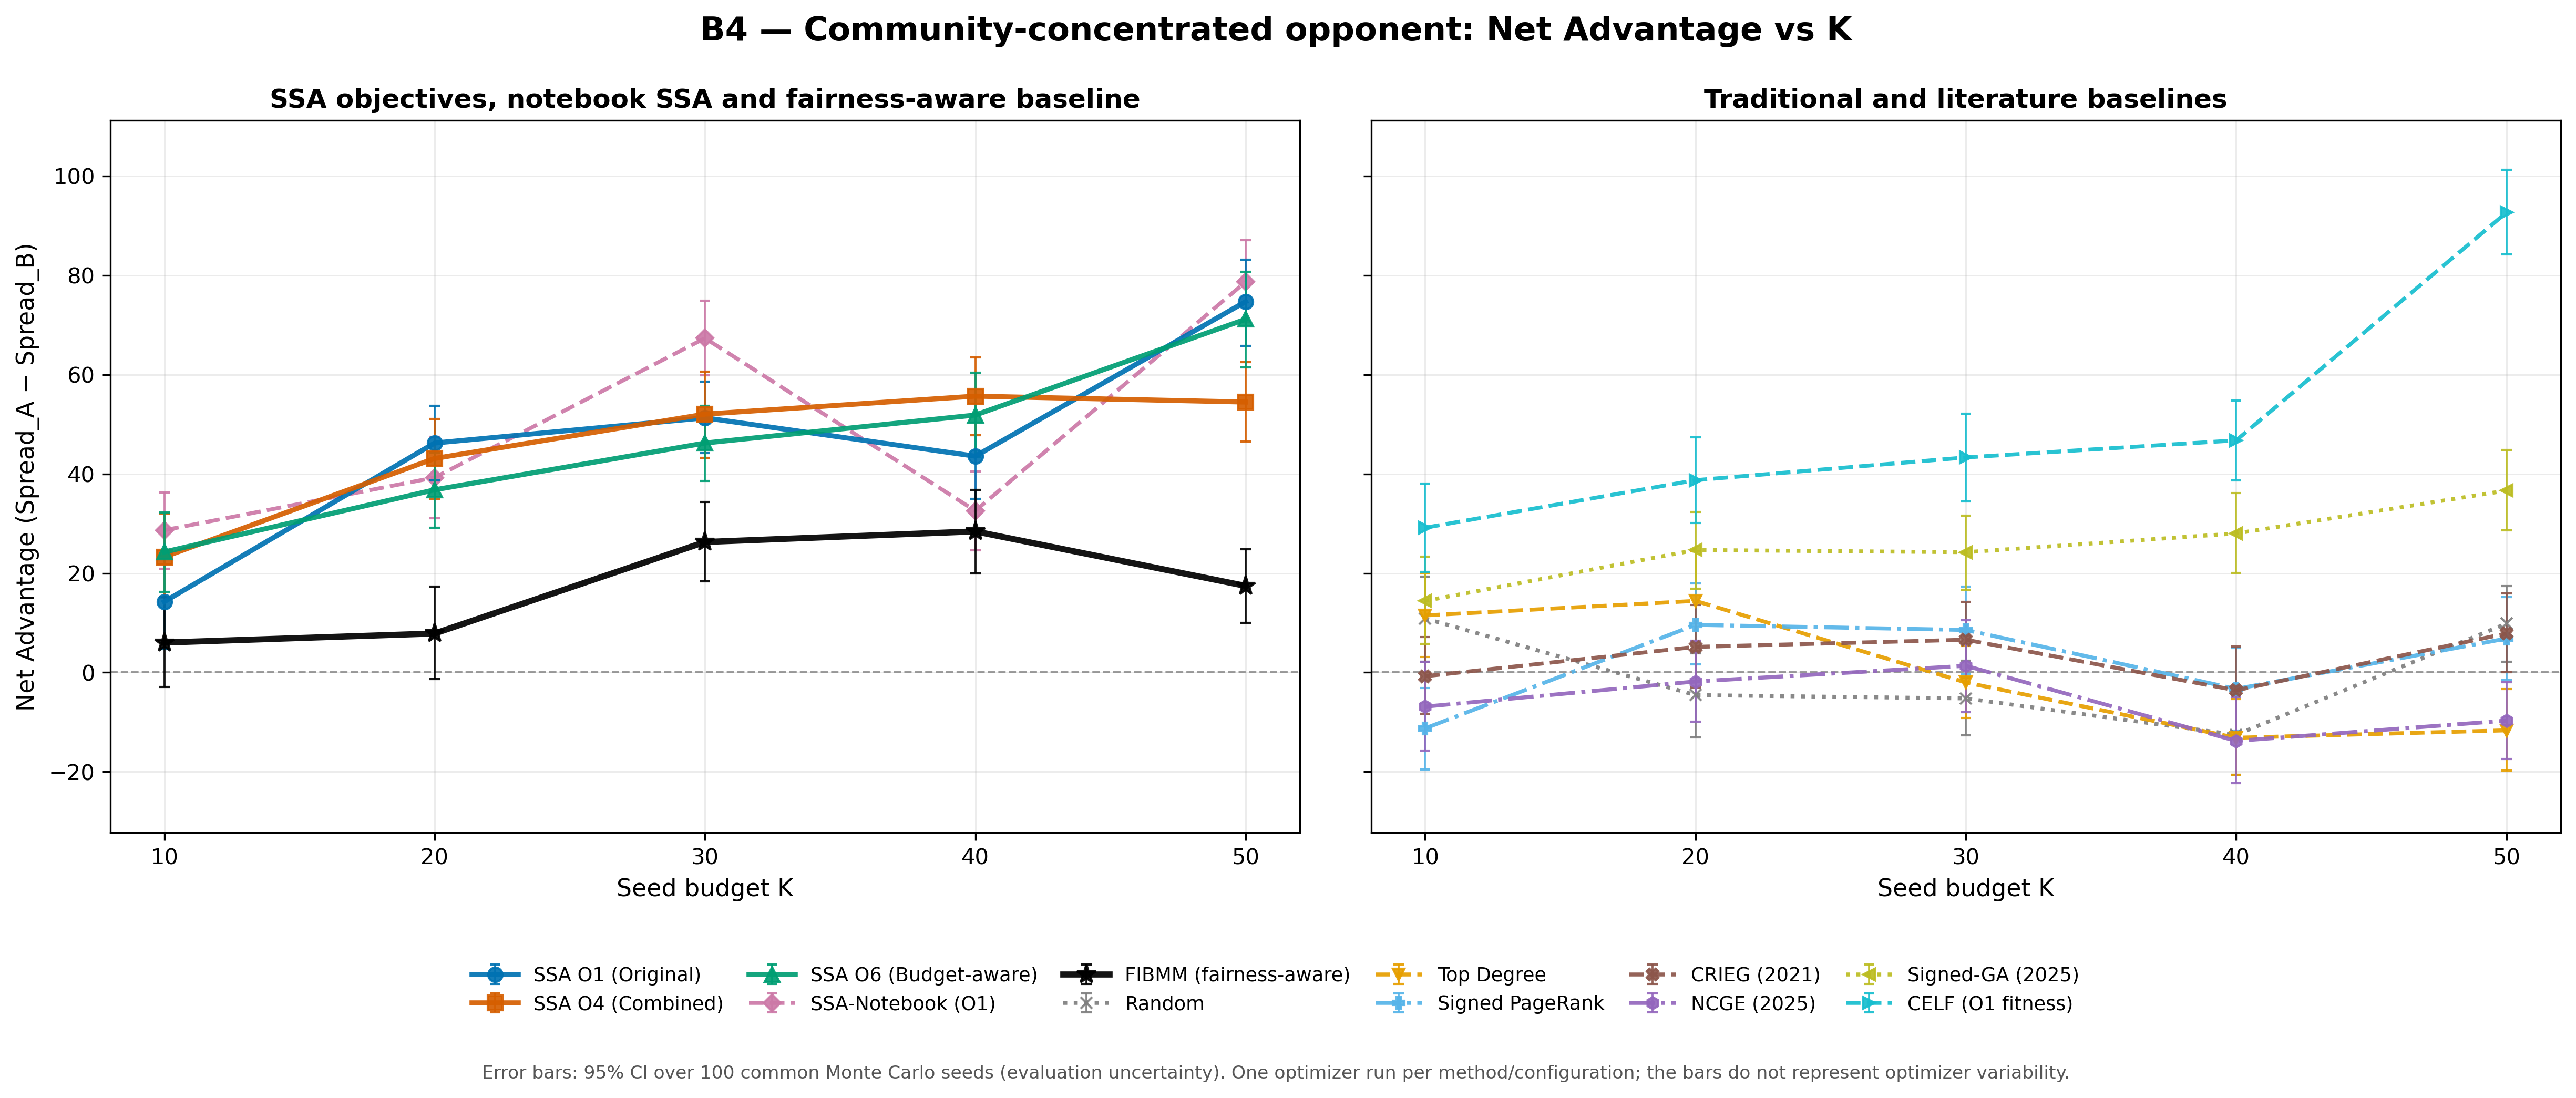 B4 — Community-concentrated opponent: Net Advantage vs K
SSA objectives, notebook SSA and fairness-aware baseline
Traditional and literature baselines
Net Advantage (Spread_A − Spread_B)
100
80
60
40
20
0
−20
10 20 30 40 50
10 20 30 40 50
Seed budget K
Seed budget K
SSA O1 (Original)
SSA O4 (Combined)
SSA O6 (Budget-aware)
SSA-Notebook (O1)
FIBMM (fairness-aware)
Random
Top Degree
Signed PageRank
CRIEG (2021)
NCGE (2025)
Signed-GA (2025)
CELF (O1 fitness)
Error bars: 95% CI over 100 common Monte Carlo seeds (evaluation uncertainty). One optimizer run per method/configuration; the bars do not represent optimizer variability.